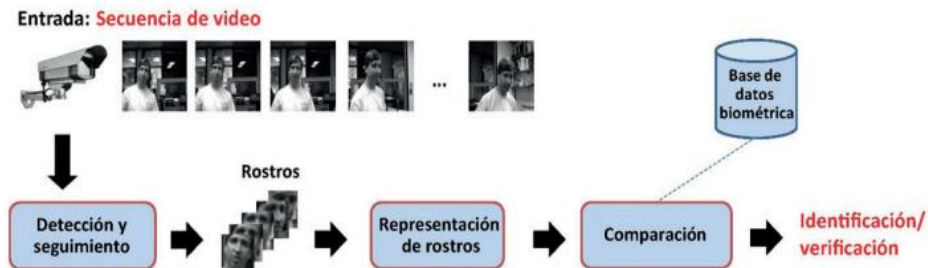 Entrada: Secuencia de video
...
Base de
datos
biométrica
Rostros
Detección y
seguimiento
Representación
de rostros
Comparación
Identificación/
verificación